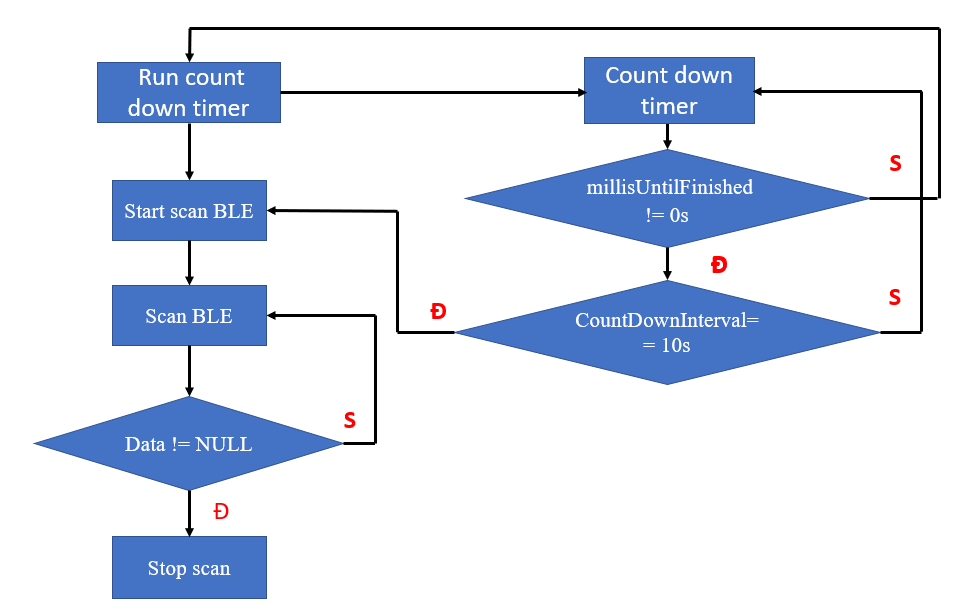 Run count
down timer
Count down
timer
S
millisUntilFinished
!= 0s
Start scan BLE
Đ
S
Đ
CountDownInterval=
= 10s
Scan BLE
S
Data != NULL
Đ
Stop scan